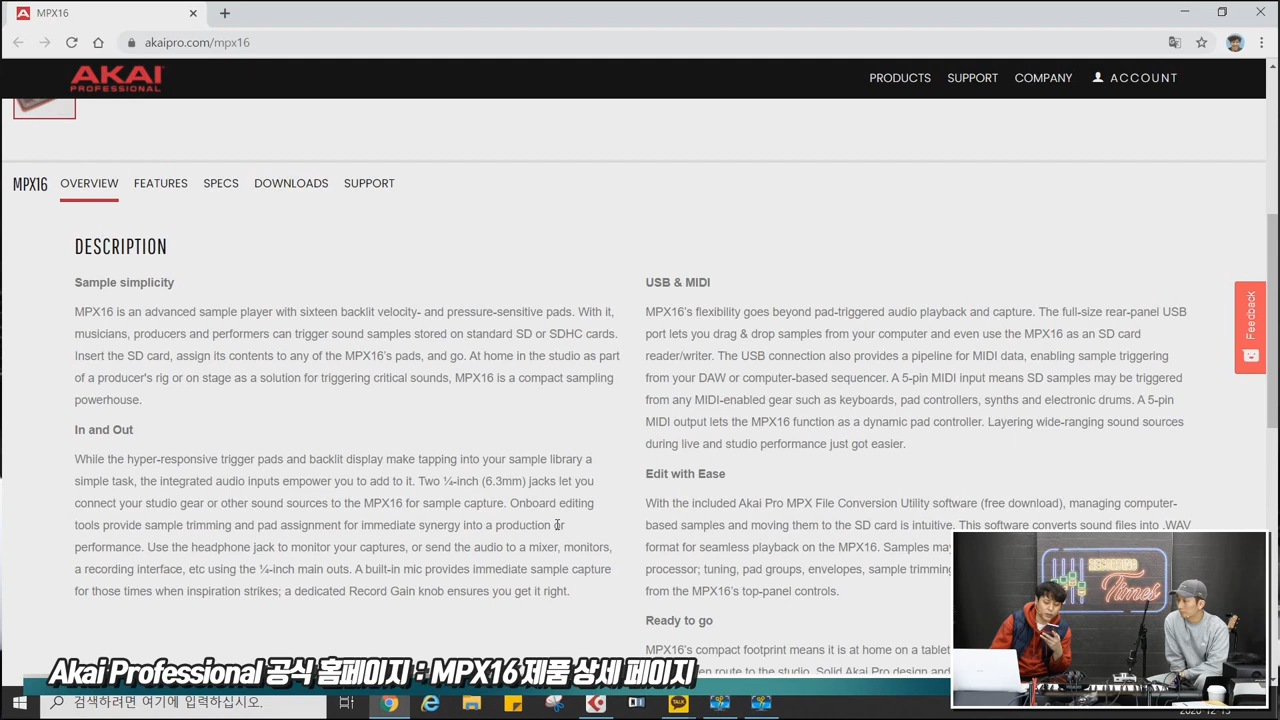 MPX16
akaipro.com/mpx16
AKAI
PROFESSIONAL
PRODUCTS SUPPORT COMPANY ACCOUNT
MPX16 OVERVIEW FEATURES SPECS DOWNLOADS SUPPORT
DESCRIPTION
Sample simplicity
MPX16 is an advanced sample player with sixteen backlit velocity- and pressure-sensitive pads. With it,
musicians, producers and performers can trigger sound samples stored on standard SD or SDHC cards.
Insert the SD card, assign its contents to any of the MPX16's pads, and go. At home in the studio as part
of a producer's rig or on stage as a solution for triggering critical sounds, MPX16 is a compact sampling
powerhouse.
In and Out
While the hyper-responsive trigger pads and backlit display make tapping into your sample library a
simple task, the integrated audio inputs empower you to add to it. Two ¼-inch (6.3mm) jacks let you
connect your studio gear or other sound sources to the MPX16 for sample capture. Onboard editing
tools provide sample trimming and pad assignment for immediate synergy into a production or
performance. Use the headphone jack to monitor your captures, or send the audio to a mixer, monitors,
a recording interface, etc using the ¼-inch main outs. A built-in mic provides immediate sample capture
for those times when inspiration strikes; a dedicated Record Gain knob ensures you get it right.
USB & MIDI
MPX16's flexibility goes beyond pad-triggered audio playback and capture. The full-size rear-panel USB
port lets you drag & drop samples from your computer and even use the MPX16 as an SD card
reader/writer. The USB connection also provides a pipeline for MIDI data, enabling sample triggering
from your DAW or computer-based sequencer. A 5-pin MIDI input means SD samples may be triggered
from any MIDI-enabled gear such as keyboards, pad controllers, synths and electronic drums. A 5-pin
MIDI output lets the MPX16 function as a dynamic pad controller. Layering wide-ranging sound sources
during live and studio performance just got easier.
Edit with Ease
With the included Akai Pro MPX File Conversion Utility software (free download), managing computer-
based samples and moving them to the SD card is intuitive. This software converts sound files into .WAV
format for seamless playback on the MPX16. Samples may
processor; tuning, pad groups, envelopes, sample trimming
from the MPX16's top-panel controls.
Ready to go
MPX16's compact footprint means it is at home on a tablet
en route to the studio. Solid Akai Pro design and
Feedback
Times
Akai Professional 공식 홈페이지 : MPX16 제품 상세 페이지
검색하려면 여기에 입력하십시오.
TALK